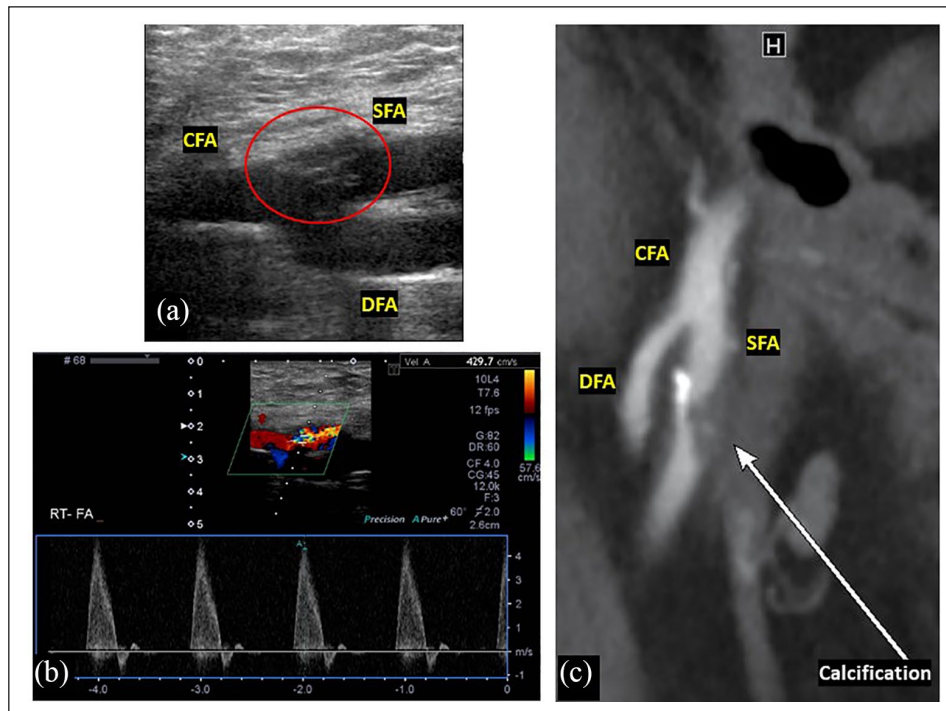 SFA
CFA
DFA
(a)
# 68
0
1
2
3
4
5
Vel A 429.7 cm/s
T
10L4
T7.6
12 fps
G:82
DR:60
CF 4.0
CG:45
12.0k
F:3
60° 2.0
2.6cm
57.6
cm/s
RT- FA_
Precision APure+
A
4
3
2
1
m/s
-1
-4.0 -3.0 -2.0 -1.0 0
(b)
H
CFA
SFA
DFA
Calcification
(c)